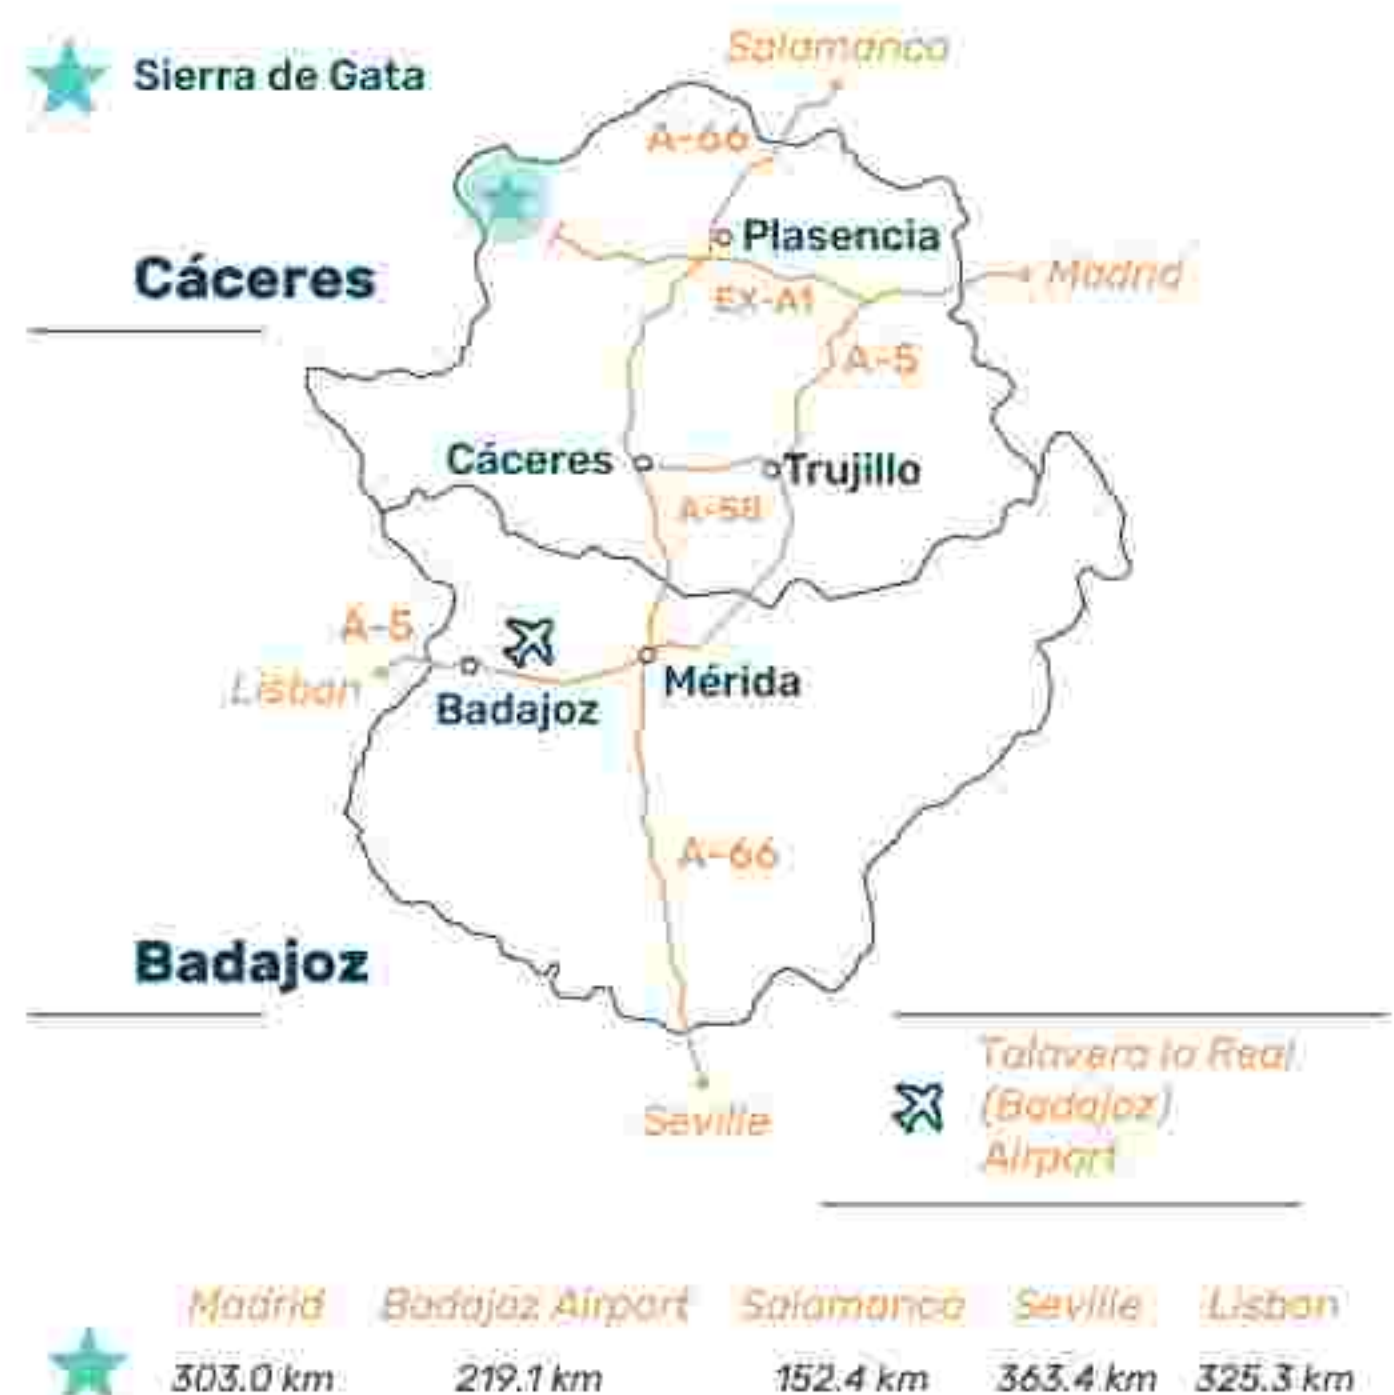 Salamanca
Sierra de Gata
A-66
Plasencia
Cáceres
Madrid
EX-A1
A-5
Cáceres
Trujillo
A-58
A-5
Lisbon
Mérida
Badajoz
A-66
Badajoz
Talavera la Real
(Badajoz)
Airport
Seville
Madrid Badajoz Airport Salamanca Seville Lisbon
303.0 km 219.1 km 152.4 km 363.4 km 325.3 km